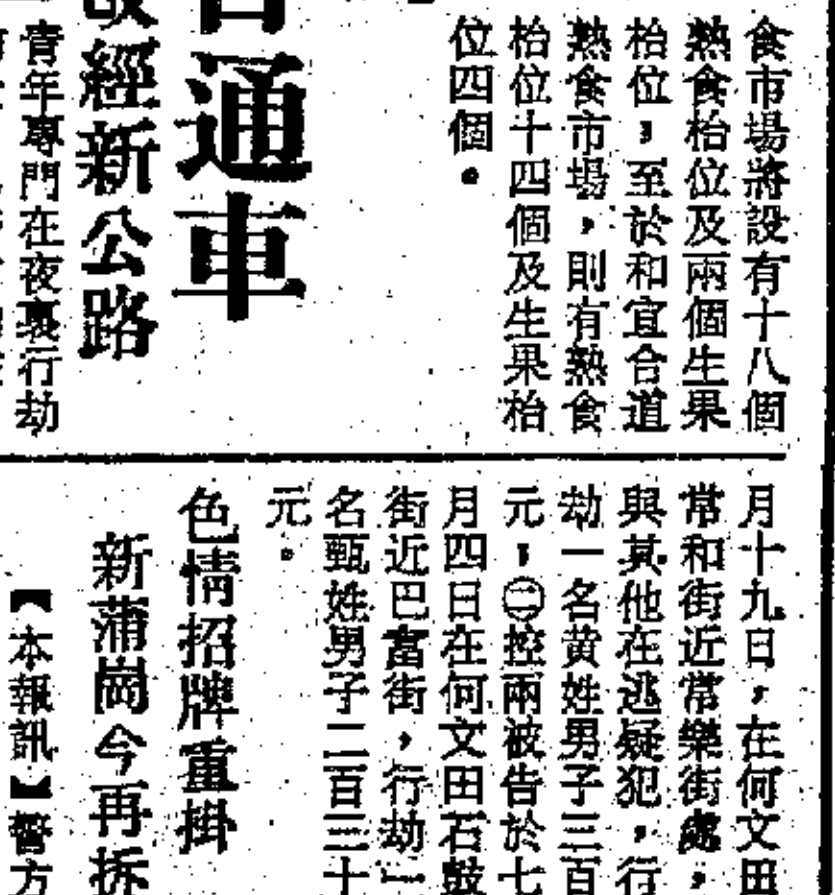 食市場將設有十八個
熟食枱位及兩個生果
枱位，至於和宜合道
熟食市場，則有熟食
枱位十四個及生果枱
位四個。
通車
經新公路
青年專門在夜裏行劫
月十九日，在何文田
常和街近常樂街處，
與其他在逃疑犯，行
劫一名黄姓男子三百
元，㊁控兩被告於七
月四日在何文田石鼓
街近巴富街，行劫一
名甄姓男子二百三十
元。
色情招牌重掛
新蒲崗今再拆
【本報訊】警方